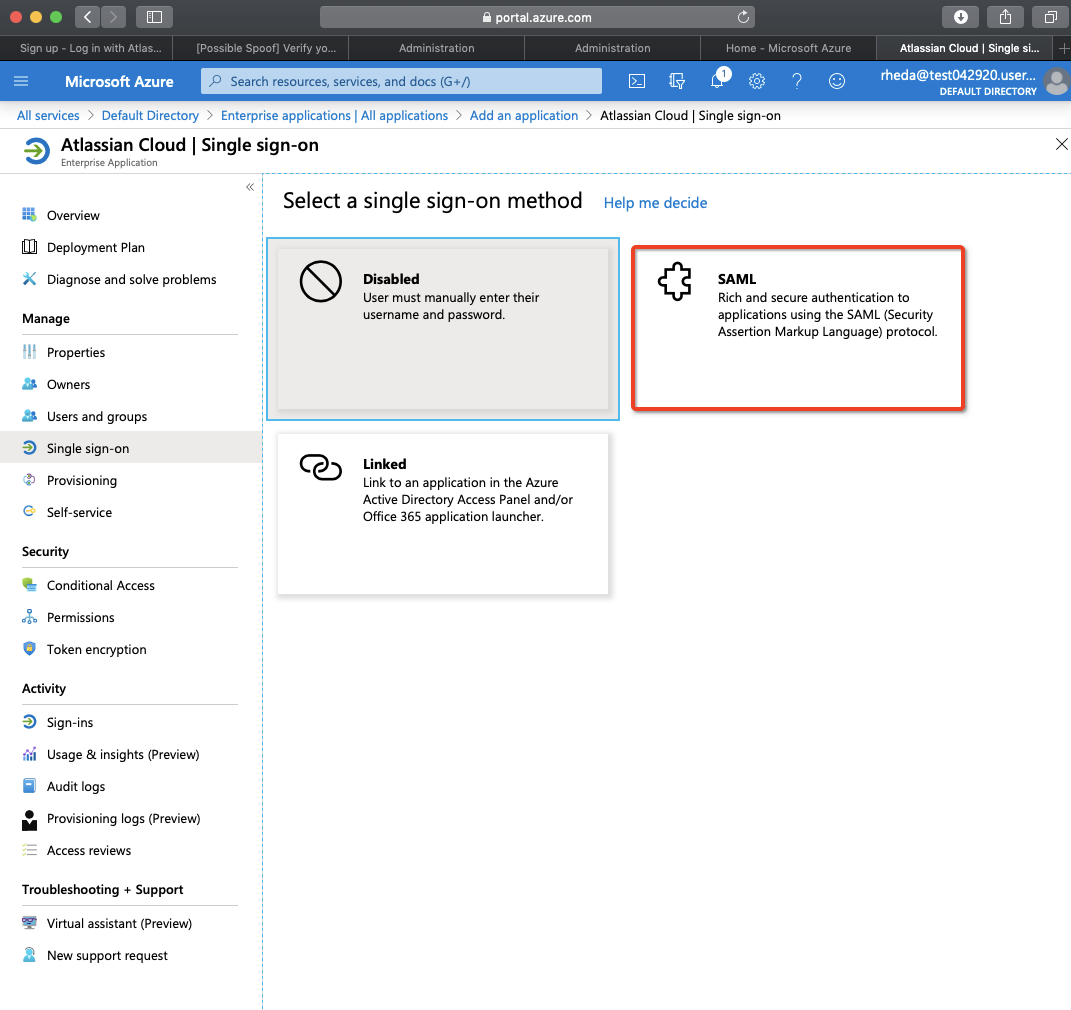 portal.azure.com
Sign up - Log in with Atlas...
[Possible Spoof] Verify yo...
Administration
Administration
Home - Microsoft Azure
Atlassian Cloud | Single si...
Microsoft Azure
Search resources, services, and docs (G+/)
1
rheda@test042920.user...
DEFAULT DIRECTORY
All services > Default Directory > Enterprise applications | All applications > Add an application > Atlassian Cloud | Single sign-on
Atlassian Cloud | Single sign-on
Enterprise Application
«
Overview
Deployment Plan
Diagnose and solve problems
Manage
Properties
Owners
Users and groups
Single sign-on
Provisioning
Self-service
Security
Conditional Access
Permissions
Token encryption
Activity
Sign-ins
Usage & insights (Preview)
Audit logs
Provisioning logs (Preview)
Access reviews
Troubleshooting + Support
Virtual assistant (Preview)
New support request
Select a single sign-on method
Help me decide
Disabled
User must manually enter their
username and password.
SAML
Rich and secure authentication to
applications using the SAML (Security
Assertion Markup Language) protocol.
Linked
Link to an application in the Azure
Active Directory Access Panel and/or
Office 365 application launcher.